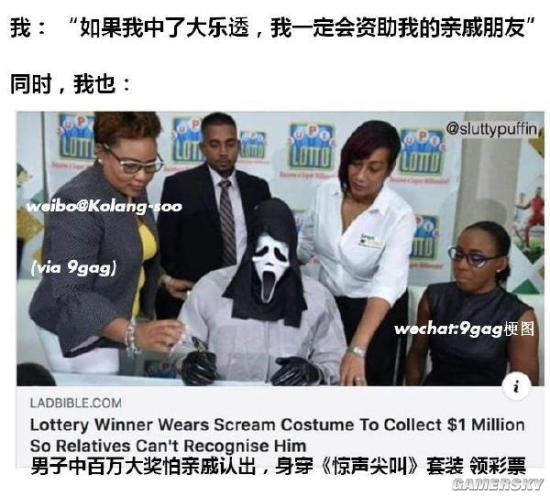 我： “如果我中了大乐透，我一定会资助我的亲戚朋友”
同时，我也：
@sluttypuffin
SUPER
LOTTO
LOTTO
LOTTO
weibo@Kolang-soo
(via 9gag)
wechat:9gag梗图
i
LADBIBLE.COM
Lottery Winner Wears Scream Costume To Collect $1 Million
So Relatives Can't Recognise Him
男子中百万大奖怕亲戚认出，身穿《惊声尖叫》套装 领彩票
GAMERSKY